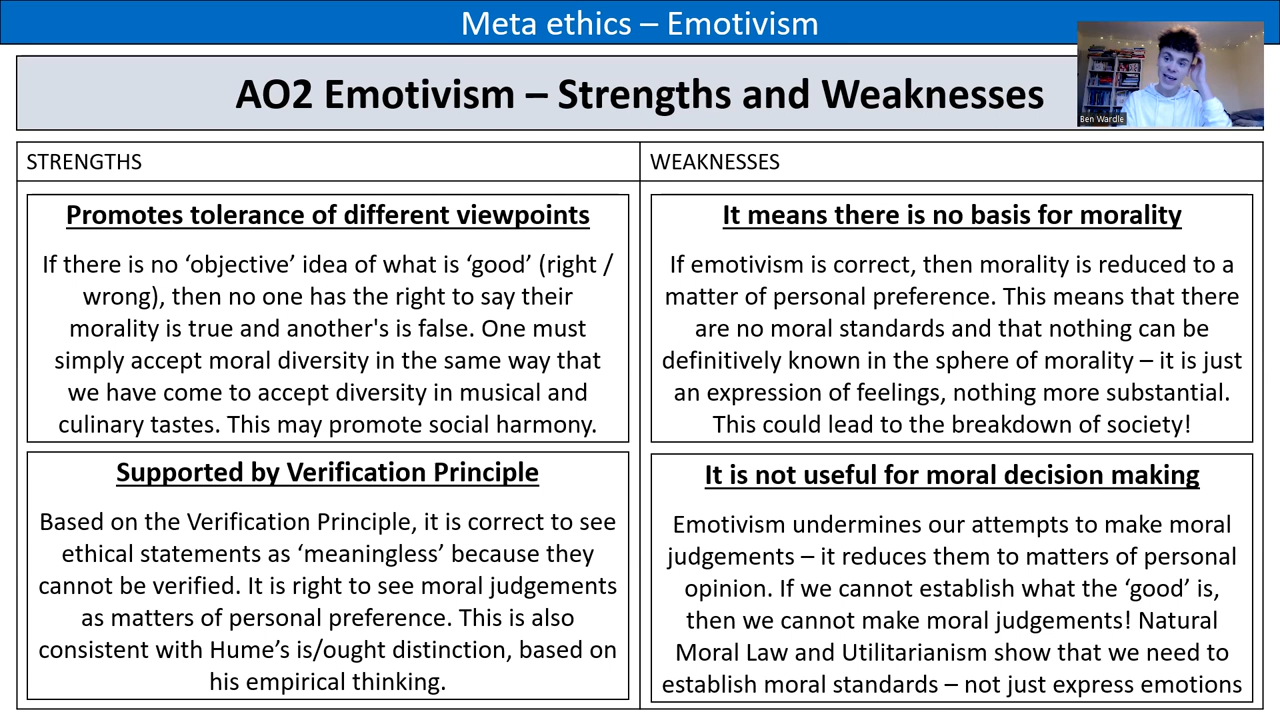 Meta ethics – Emotivism
AO2 Emotivism – Strengths and Weaknesses
Ben Wardle
STRENGTHS
Promotes tolerance of different viewpoints
If there is no ‘objective’ idea of what is ‘good’ (right /
wrong), then no one has the right to say their
morality is true and another's is false. One must
simply accept moral diversity in the same way that
we have come to accept diversity in musical and
culinary tastes. This may promote social harmony.
Supported by Verification Principle
Based on the Verification Principle, it is correct to see
ethical statements as ‘meaningless’ because they
cannot be verified. It is right to see moral judgements
as matters of personal preference. This is also
consistent with Hume’s is/ought distinction, based on
his empirical thinking.
WEAKNESSES
It means there is no basis for morality
If emotivism is correct, then morality is reduced to a
matter of personal preference. This means that there
are no moral standards and that nothing can be
definitively known in the sphere of morality – it is just
an expression of feelings, nothing more substantial.
This could lead to the breakdown of society!
It is not useful for moral decision making
Emotivism undermines our attempts to make moral
judgements – it reduces them to matters of personal
opinion. If we cannot establish what the ‘good’ is,
then we cannot make moral judgements! Natural
Moral Law and Utilitarianism show that we need to
establish moral standards – not just express emotions